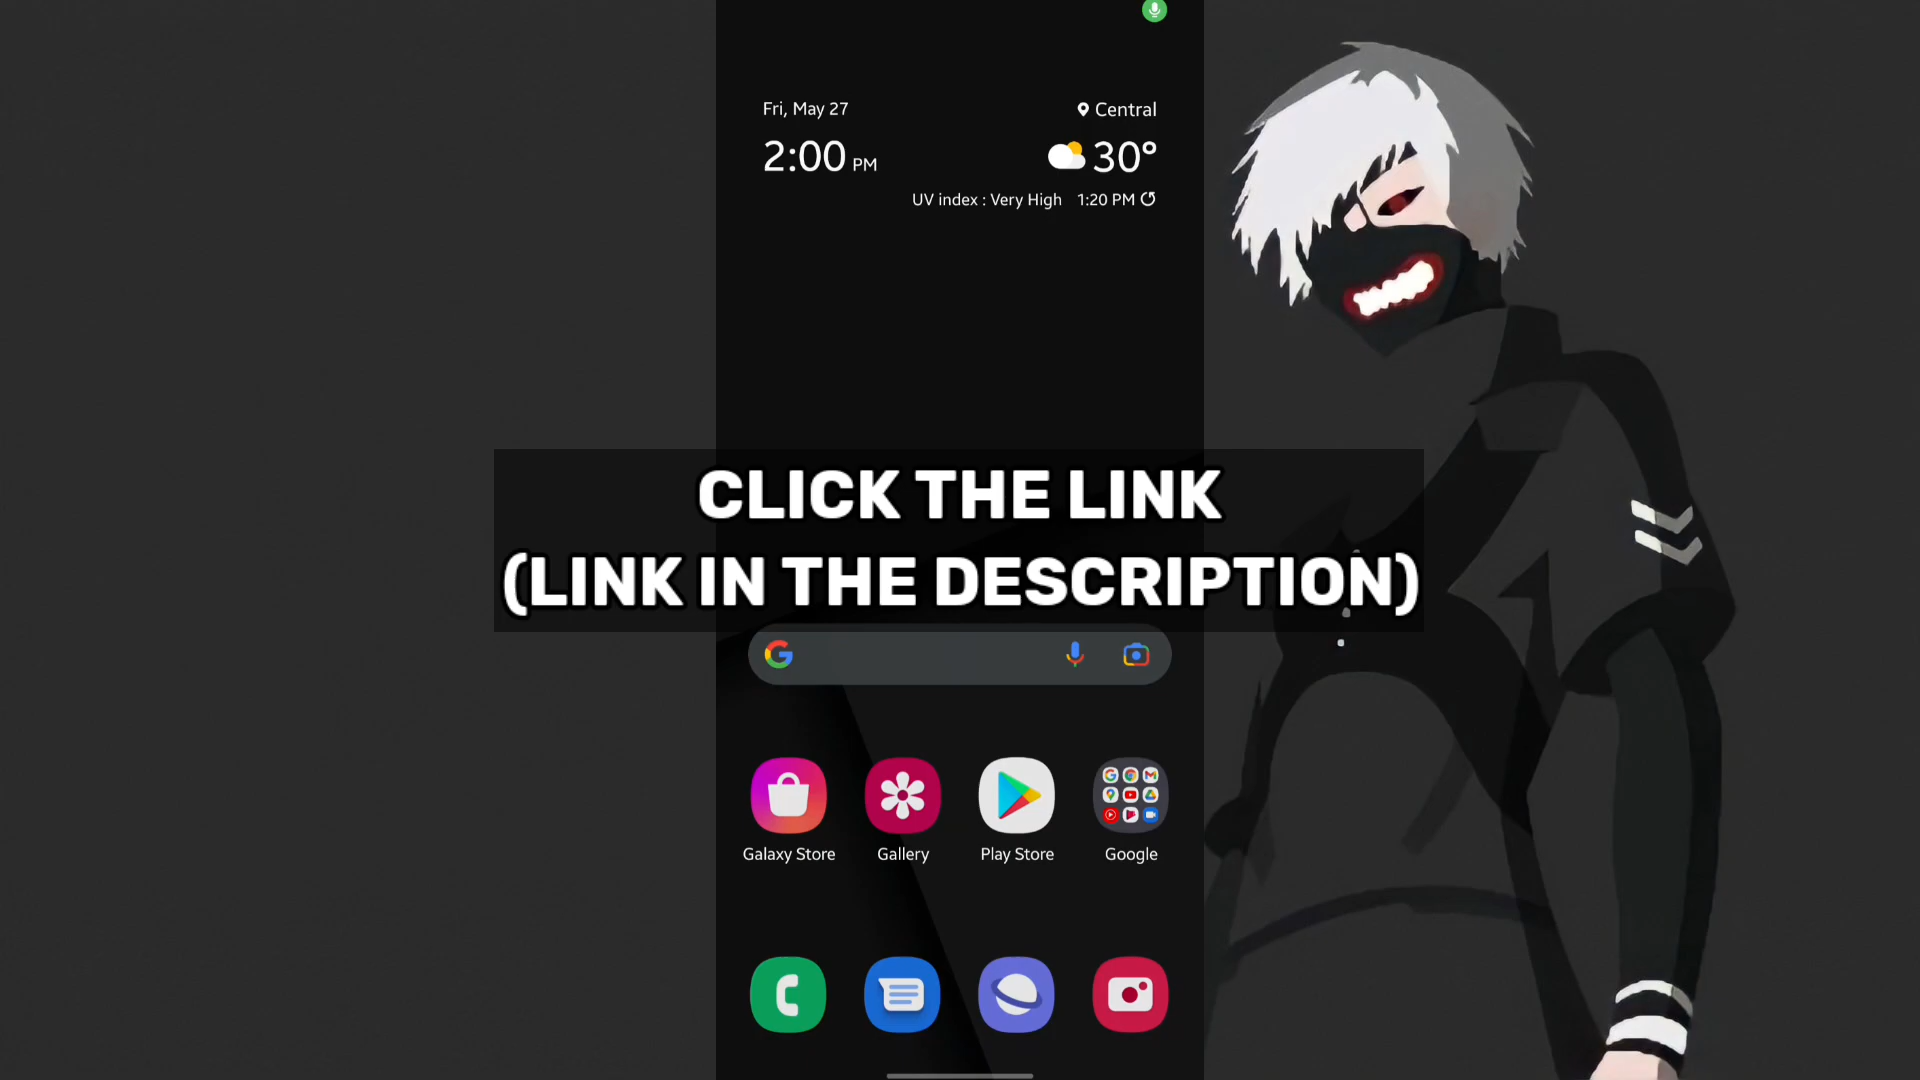 Fri, May 27
Central
2:00 PM
30°
UV index : Very High 1:20 PM
CLICK THE LINK
(LINK IN THE DESCRIPTION)
Galaxy Store
Gallery
Play Store
Google